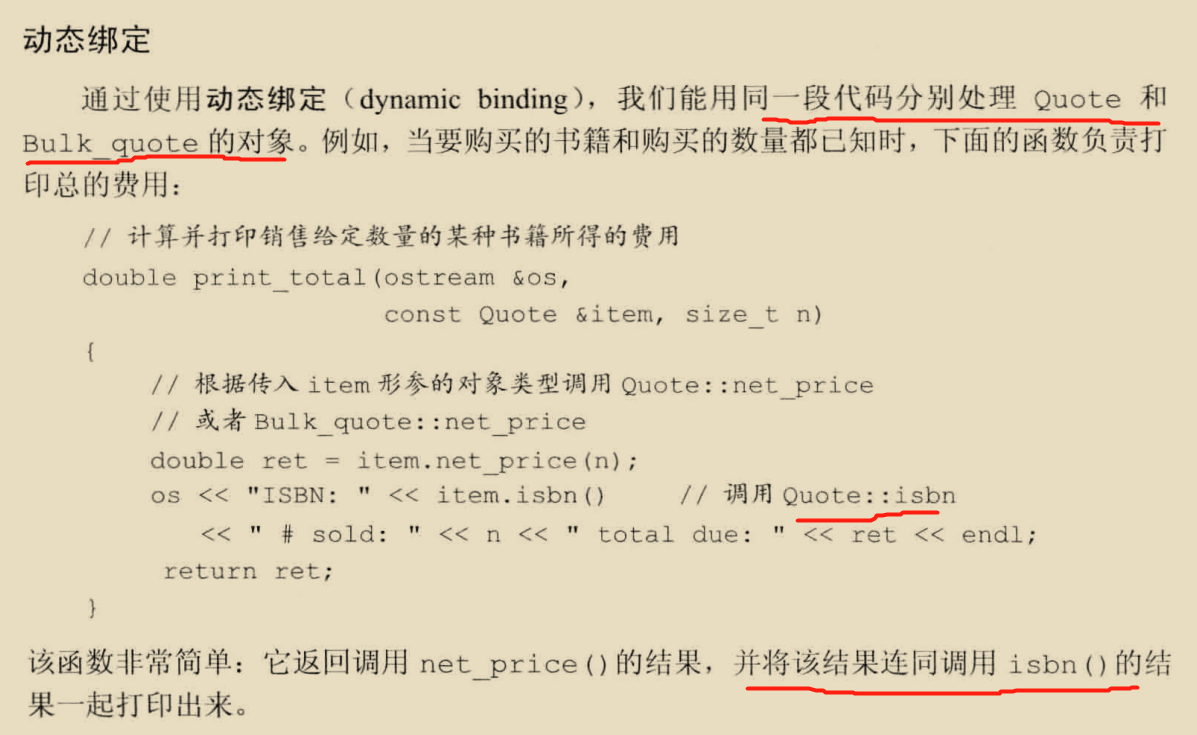 动态绑定
通过使用动态绑定（dynamic binding），我们能用同一段代码分别处理 Quote 和
Bulk_quote 的对象。例如，当要购买的书籍和购买的数量都已知时，下面的函数负责打
印总的费用：
// 计算并打印销售给定数量的某种书籍所得的费用
double print_total(ostream &os,
const Quote &item, size_t n)
{
// 根据传入 item 形参的对象类型调用 Quote::net_price
// 或者 Bulk_quote::net_price
double ret = item.net_price(n);
os << "ISBN: " << item.isbn() // 调用 Quote::isbn
<< " # sold: " << n << " total due: " << ret << endl;
return ret;
}
该函数非常简单：它返回调用 net_price()的结果，并将该结果连同调用 isbn()的结
果一起打印出来。